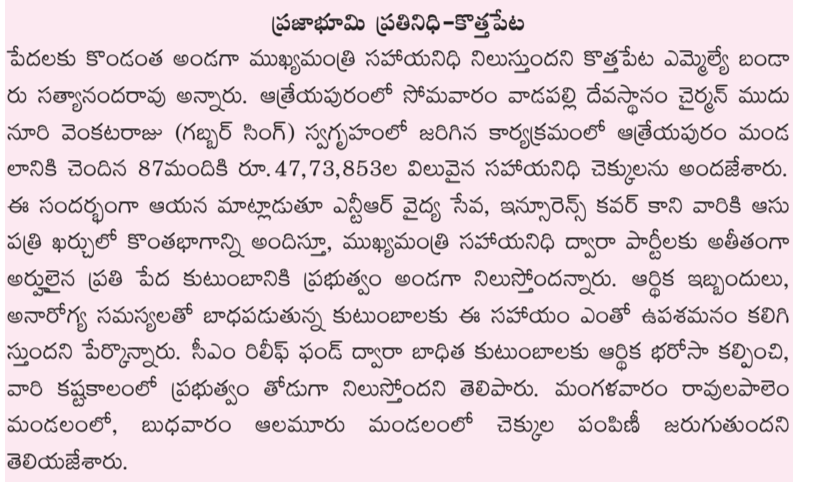 ప్రజాభూమి ప్రతినిధి-కొత్తపేట
పేదలకు కొండంత అండగా ముఖ్యమంత్రి సహాయనిధి నిలుస్తుందని కొత్తపేట ఎమ్మెల్యే బండా
రు సత్యానందరావు అన్నారు. ఆత్రేయపురంలో సోమవారం వాడపల్లి దేవస్థానం చైర్మన్ ముదు
నూరి వెంకటరాజు (గబ్బర్ సింగ్) స్వగృహంలో జరిగిన కార్యక్రమంలో ఆత్రేయపురం మండ
లానికి చెందిన 87మందికి రూ.47,73,853ల విలువైన సహాయనిధి చెక్కులను అందజేశారు.
ఈ సందర్భంగా ఆయన మాట్లాడుతూ ఎన్టీఆర్ వైద్య సేవ, ఇన్సూరెన్స్ కవర్ కాని వారికి ఆసు
పత్రి ఖర్చులో కొంతభాగాన్ని అందిస్తూ, ముఖ్యమంత్రి సహాయనిధి ద్వారా పార్టీలకు అతీతంగా
అర్హులైన ప్రతి పేద కుటుంబానికి ప్రభుత్వం అండగా నిలుస్తోందన్నారు. ఆర్థిక ఇబ్బందులు,
అనారోగ్య సమస్యలతో బాధపడుతున్న కుటుంబాలకు ఈ సహాయం ఎంతో ఉపశమనం కలిగి
స్తుందని పేర్కొన్నారు. సీఎం రిలీఫ్ ఫండ్ ద్వారా బాధిత కుటుంబాలకు ఆర్థిక భరోసా కల్పించి,
వారి కష్టకాలంలో ప్రభుత్వం తోడుగా నిలుస్తోందని తెలిపారు. మంగళవారం రావులపాలెం
మండలంలో, బుధవారం ఆలమూరు మండలంలో చెక్కుల పంపిణీ జరుగుతుందని
తెలియజేశారు.